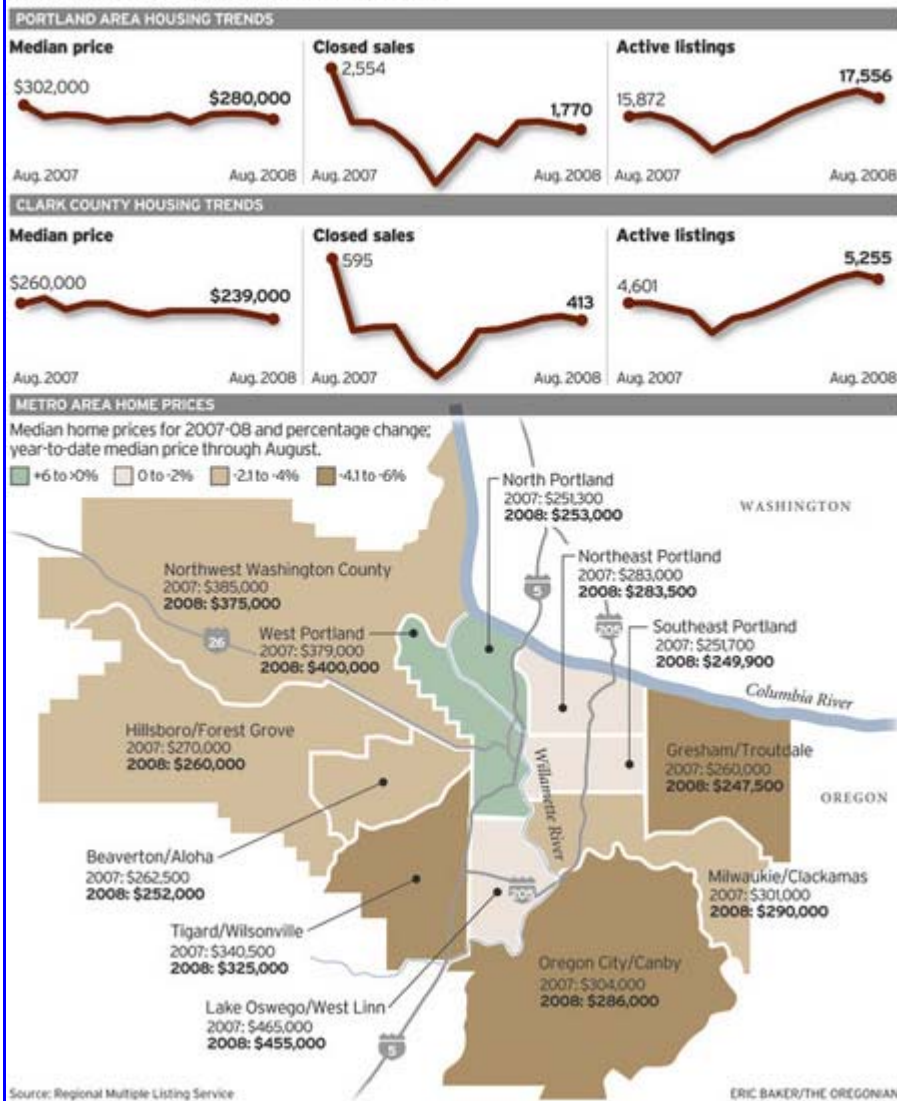 PORTLAND AREA HOUSING TRENDS
Median price
$302,000
$280,000
Aug. 2007
Aug. 2008
Closed sales
2,554
1,770
Aug. 2007
Aug. 2008
Active listings
15,872
17,556
Aug. 2007
Aug. 2008
CLARK COUNTY HOUSING TRENDS
Median price
$260,000
$239,000
Aug. 2007
Aug. 2008
Closed sales
595
413
Aug. 2007
Aug. 2008
Active listings
4,601
5,255
Aug. 2007
Aug. 2008
METRO AREA HOME PRICES
Median home prices for 2007-08 and percentage change;
year-to-date median price through August.
+6 to >0%
0 to -2%
-2.1 to -4%
-4.1 to -6%
North Portland
2007: $251,300
2008: $253,000
WASHINGTON
Northeast Portland
2007: $283,000
2008: $283,500
Northwest Washington County
2007: $385,000
2008: $375,000
5
205
26
West Portland
2007: $379,000
2008: $400,000
Southeast Portland
2007: $251,700
2008: $249,900
Columbia River
Hillsboro/Forest Grove
2007: $270,000
2008: $260,000
Willamette River
Gresham/Troutdale
2007: $260,000
2008: $247,500
OREGON
Beaverton/Aloha
2007: $262,500
2008: $252,000
205
Milwaukie/Clackamas
2007: $301,000
2008: $290,000
Tigard/Wilsonville
2007: $340,500
2008: $325,000
Oregon City/Canby
2007: $304,000
2008: $286,000
Lake Oswego/West Linn
2007: $465,000
2008: $455,000
5
Source: Regional Multiple Listing Service
ERIC BAKER/THE OREGONIAN